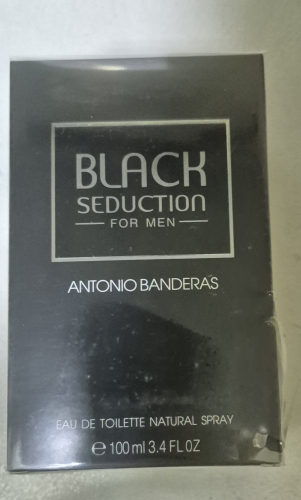 BLACK
SEDUCTION
FOR MEN
ANTONIO BANDERAS
EAU DE TOILETTE NATURAL SPRAY
℮ 100 ml 3.4 FL OZ